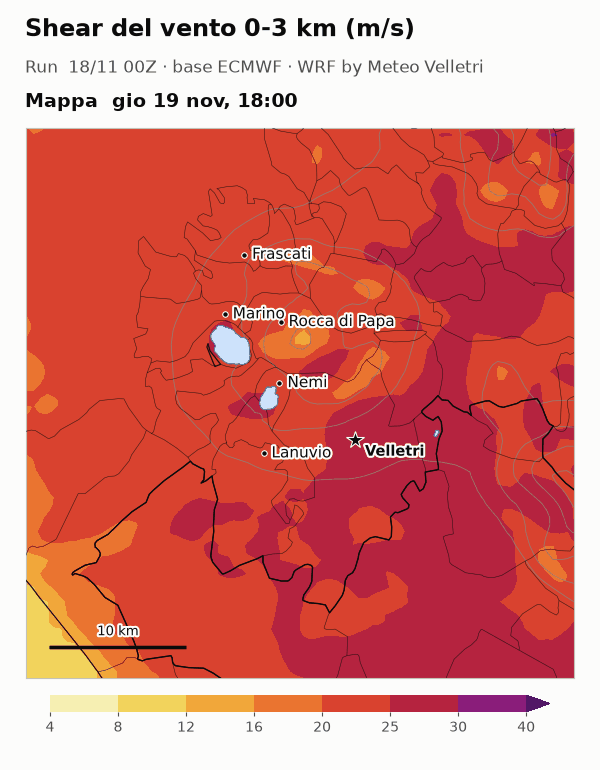 Shear del vento 0-3 km (m/s)
Run  18/11 00Z · base ECMWF · WRF by Meteo Velletri
Mappa  gio 19 nov, 18:00
Frascati
Marino
Rocca di Papa
Nemi
Velletri
Lanuvio
10 km
4 8 12 16 20 25 30 40